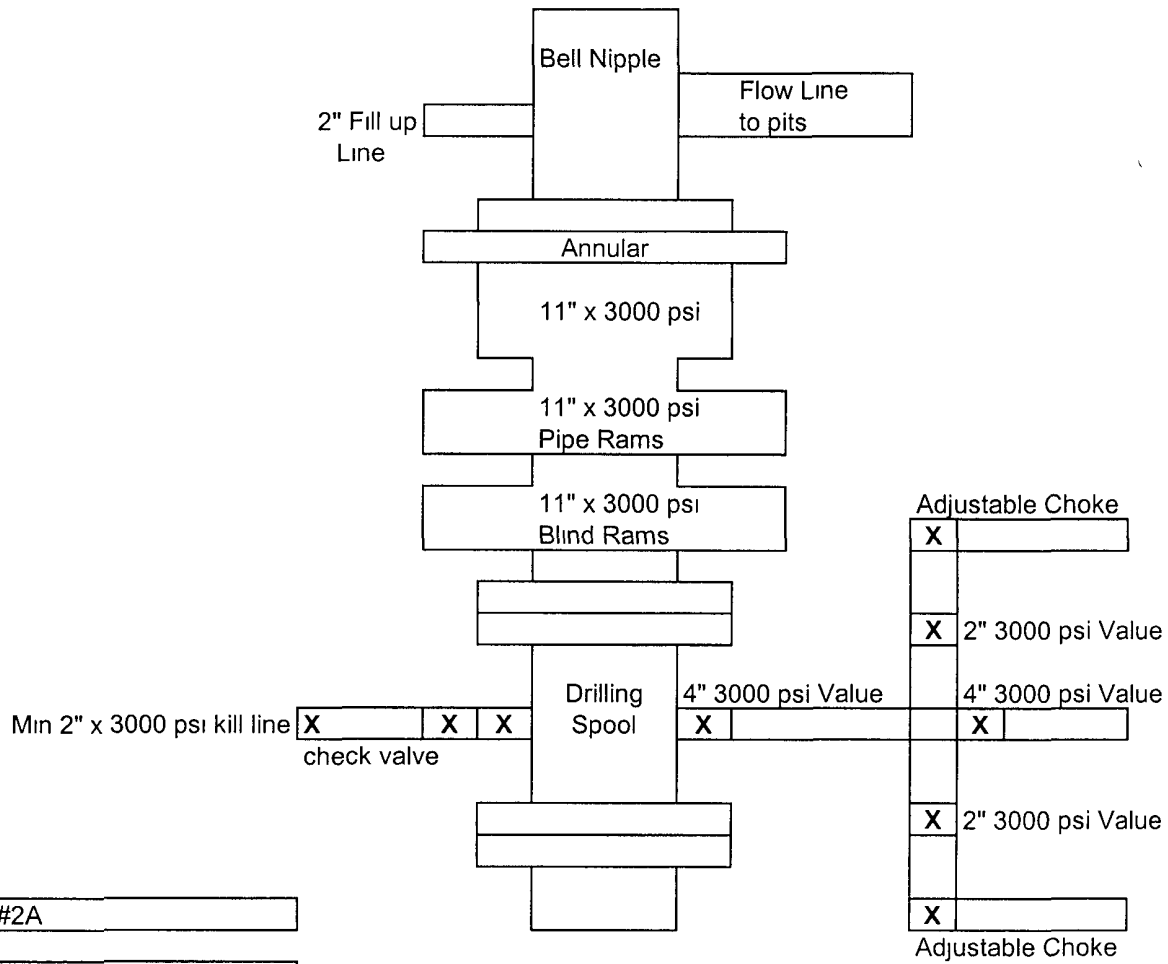 Bell Nipple
Flow Line
to pits
2" Fill up
Line
Annular
11" x 3000 psi
11" x 3000 psi
Pipe Rams
11" x 3000 psi
Blind Rams
Adjustable Choke
X
X 2" 3000 psi Value
Drilling
Spool
4" 3000 psi Value
4" 3000 psi Value
Min 2" x 3000 psi kill line X X X
X
X
check valve
X 2" 3000 psi Value
#2A
X
Adjustable Choke